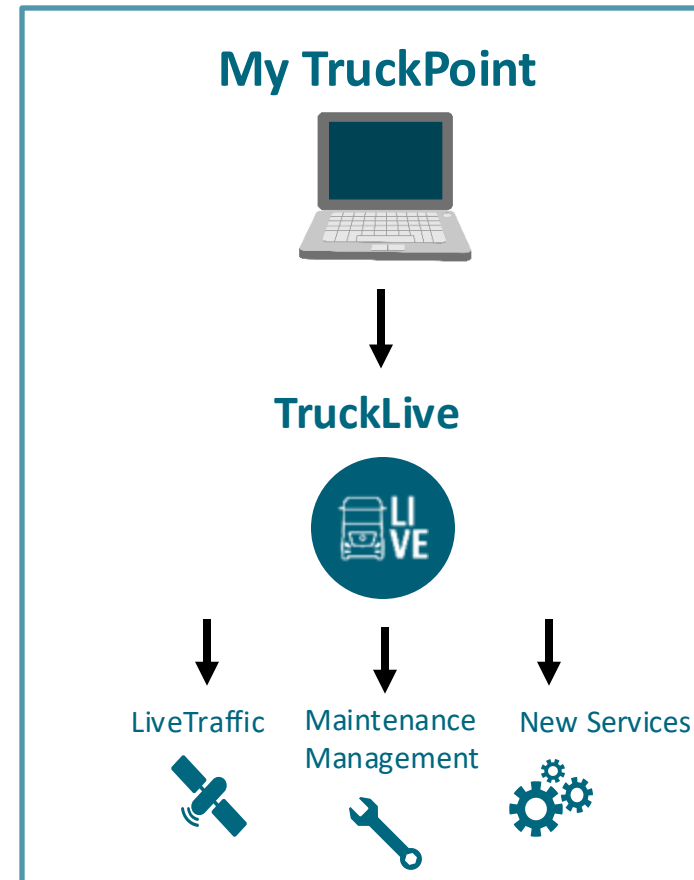 My TruckPoint
TruckLive
LI
VE
LiveTraffic
Maintenance
Management
New Services